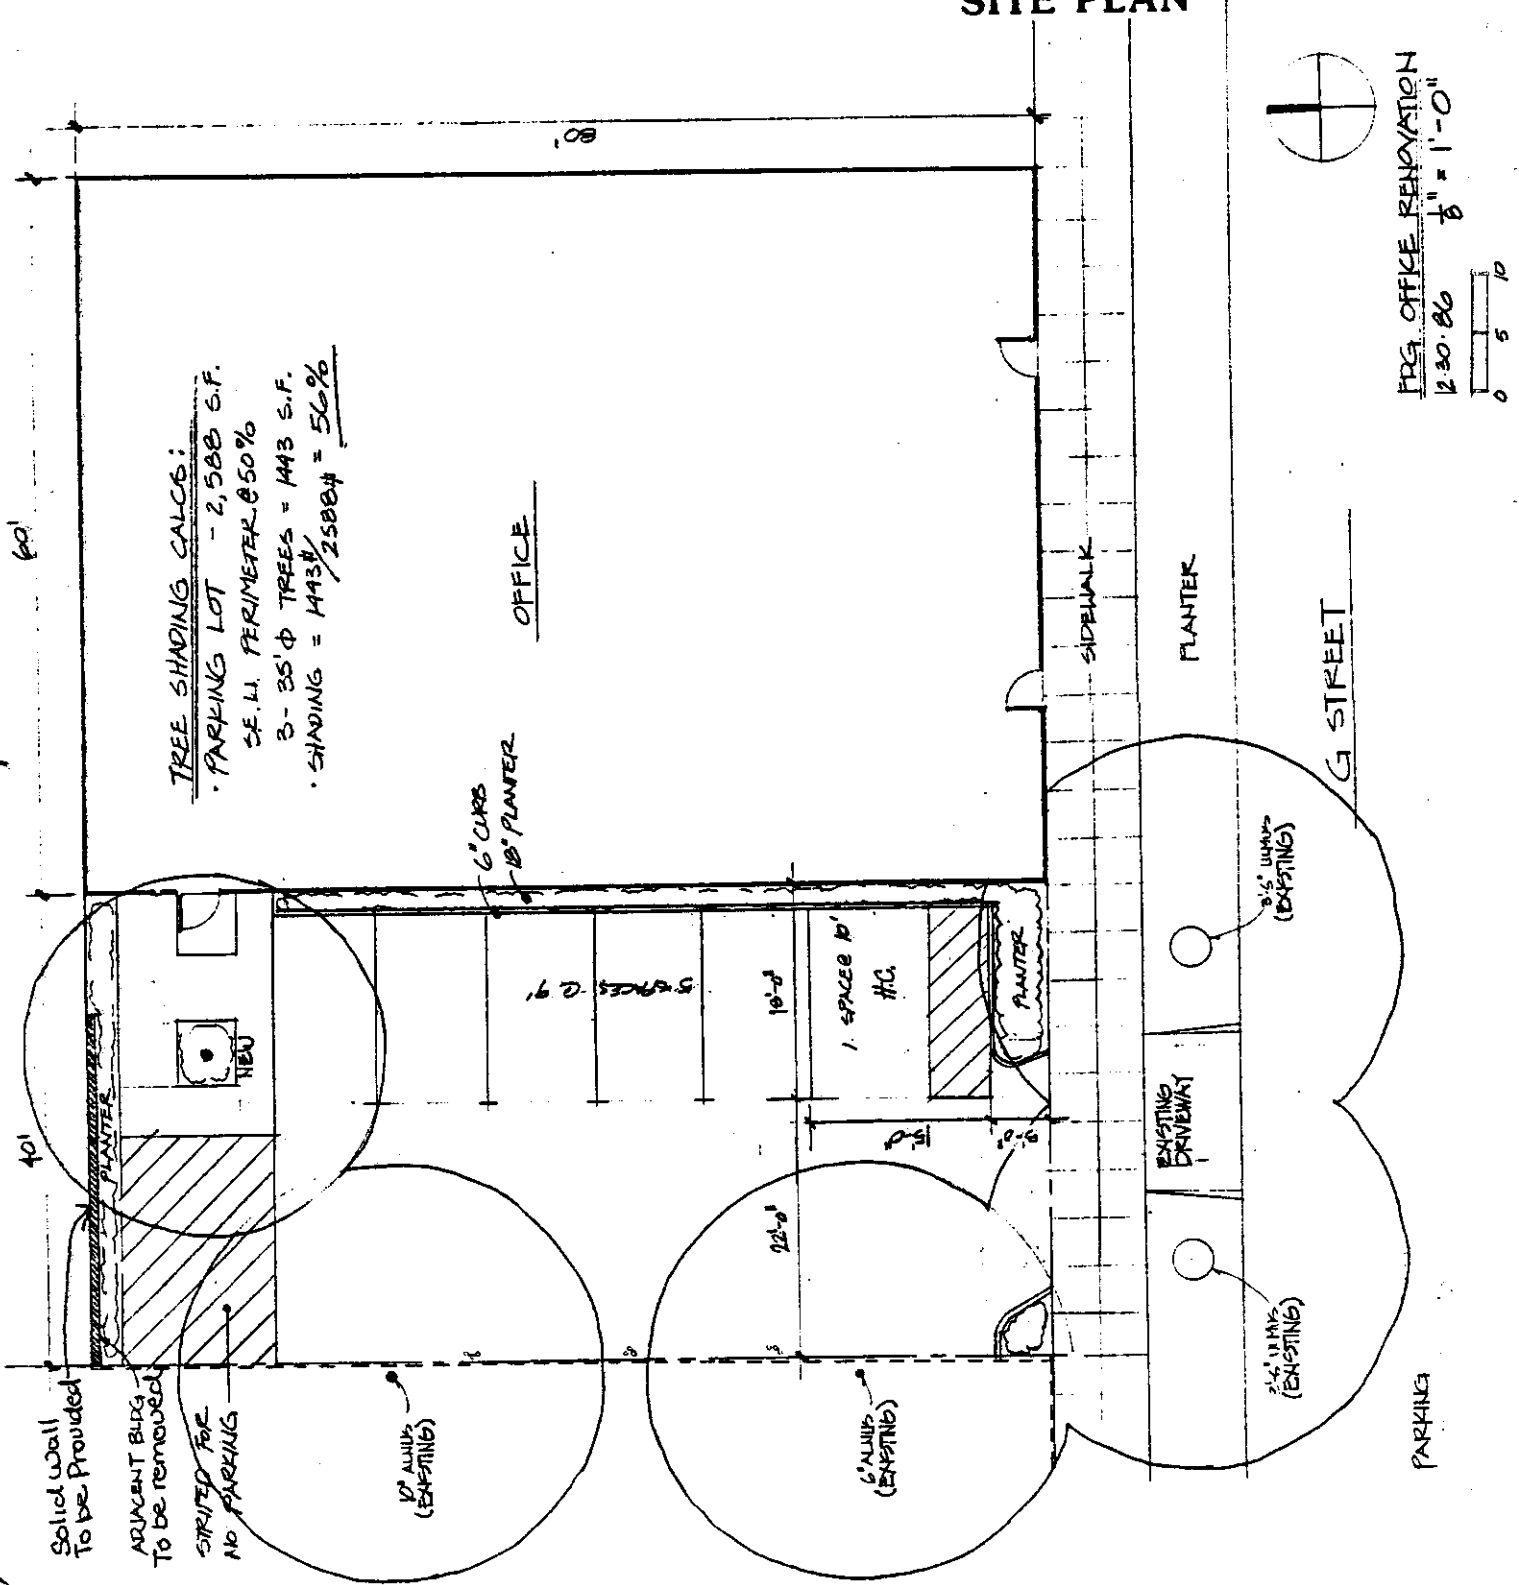 SITE PLAN
60'
40'
80'
TREE SHADING CALCS:
· PARKING LOT - 2,588 S.F.
PERIMETER @ 50%
3 - 35' Φ TREES = 1443 S.F.
· SHADING = 1443#/2588# = 56%
OFFICE
6" CURB
18" PLANTER
Solid Wall
To be Provided
ADJACENT BLDG
To be removed
STRIPED FOR
NO PARKING
PLANTER
NEW
5 SPACES @ 9'
1. SPACE @ 10'
H.C.
18'-0"
22'-0"
15'-0"
5'-0"
PLANTER
10" ALNUS
(EXISTING)
6" ALNUS
(EXISTING)
SIDEWALK
PLANTER
EXISTING
DRIVEWAY
(EXISTING)
(EXISTING)
G STREET
PARKING
FDG OFFICE RENOVATION
12·30·86 1/8" = 1'-0"
0 5 10